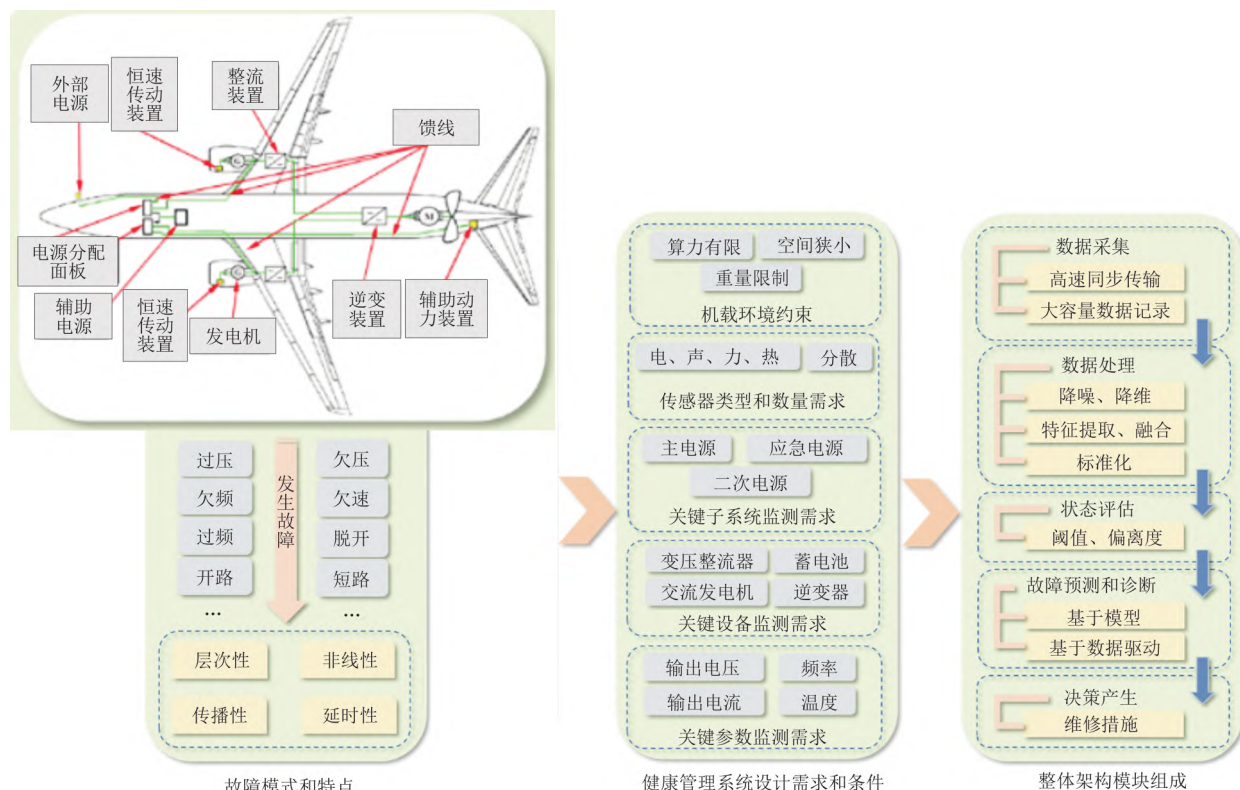 外部
电源
恒速
传动
装置
整流
装置
馈线
G
G
M
电源分配
面板
辅助
电源
恒速
传动
装置
发电机
逆变
装置
辅助动
力装置
过压
欠压
欠频
欠速
过频
脱开
开路
短路
…
…
发生故障
层次性
非线性
传播性
延时性
故障模式和特点
算力有限
空间狭小
重量限制
机载环境约束
电、声、力、热
分散
传感器类型和数量需求
主电源
应急电源
二次电源
关键子系统监测需求
变压整流器
蓄电池
交流发电机
逆变器
关键设备监测需求
输出电压
频率
输出电流
温度
关键参数监测需求
健康管理系统设计需求和条件
数据采集
高速同步传输
大容量数据记录
数据处理
降噪、降维
特征提取、融合
标准化
状态评估
阈值、偏离度
故障预测和诊断
基于模型
基于数据驱动
决策产生
维修措施
整体架构模块组成